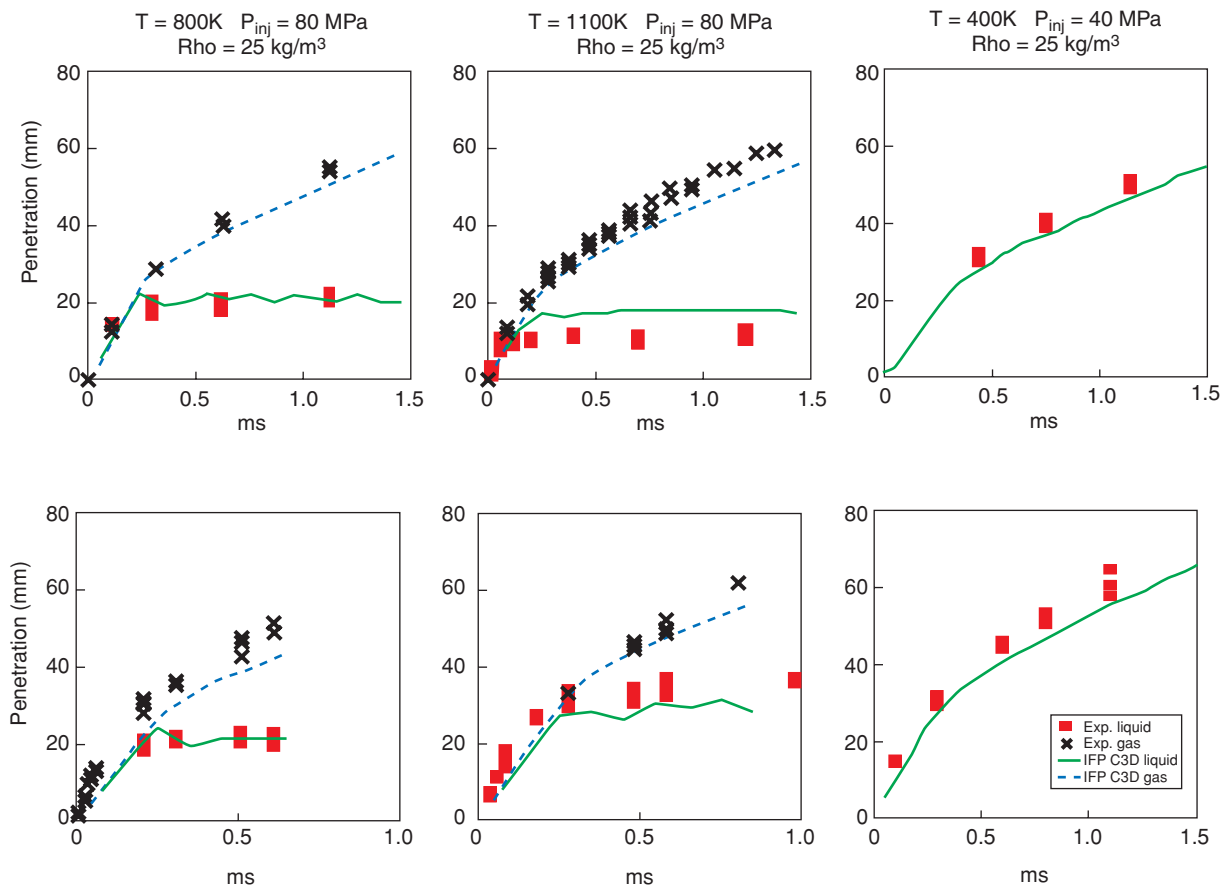 T = 800K P_inj = 80 MPa
Rho = 25 kg/m³
T = 1100K P_inj = 80 MPa
Rho = 25 kg/m³
T = 400K P_inj = 40 MPa
Rho = 25 kg/m³
Penetration (mm)
80
60
40
20
0
0 0.5 1.0 1.5
ms
80
60
40
20
0
0 0.5 1.0 1.5
ms
80
60
40
20
0
0 0.5 1.0 1.5
ms
Penetration (mm)
80
60
40
20
0
0 0.5 1.0
ms
80
60
40
20
0
0 0.5 1.0
ms
80
60
40
20
0
0 0.5 1.0 1.5
ms
Exp. liquid
Exp. gas
IFP C3D liquid
IFP C3D gas